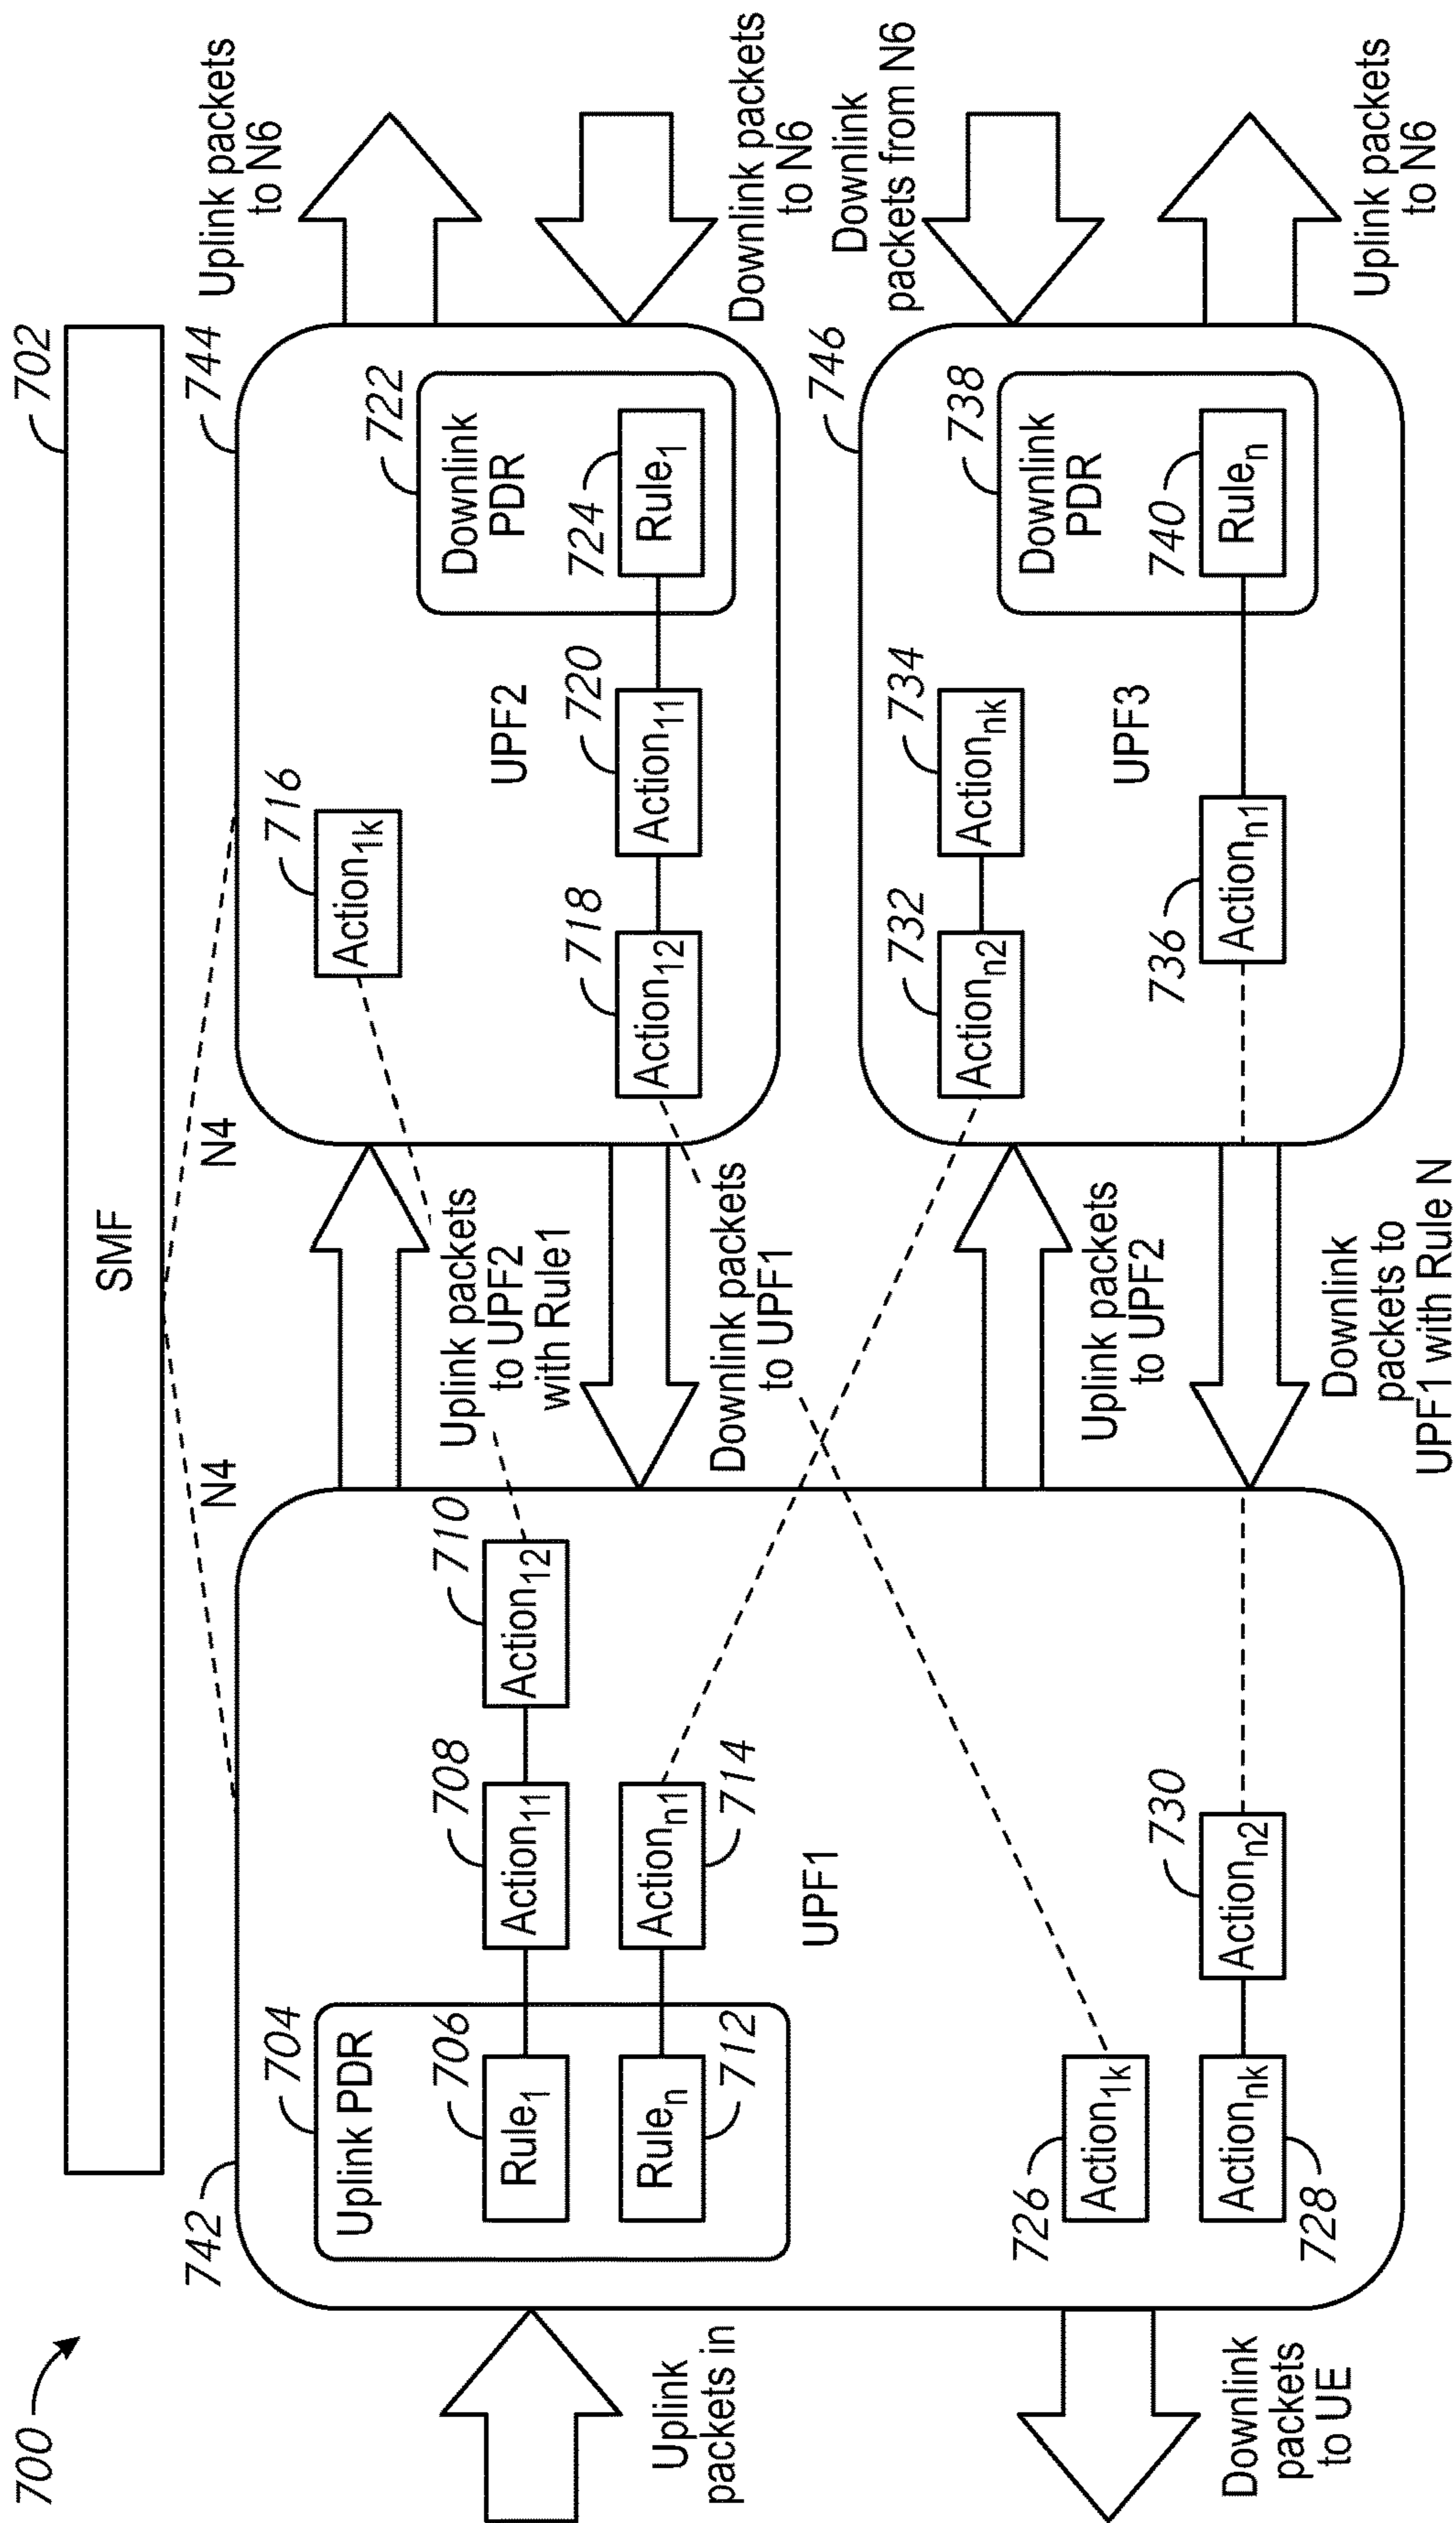 700
702
SMF
742
N4
N4
744
704
Uplink PDR
706
Rule1
708
Action11
710
Action12
712
Rulen
714
Actionn1
UPF1
726
Action1k
728
Actionnk
730
Actionn2
Uplink
packets in
Downlink
packets
to UE
Uplink packets
to UPF2
with Rule1
Downlink packets
to UPF1
Uplink packets
to UPF2
Downlink
packets to
UPF1 with Rule N
716
Action1k
UPF2
718
Action12
720
Action11
722
Downlink
PDR
724
Rule1
746
732
Actionn2
734
Actionnk
UPF3
736
Actionn1
738
Downlink
PDR
740
Rulen
Uplink packets
to N6
Downlink packets
to N6
Downlink
packets from N6
Uplink packets
to N6